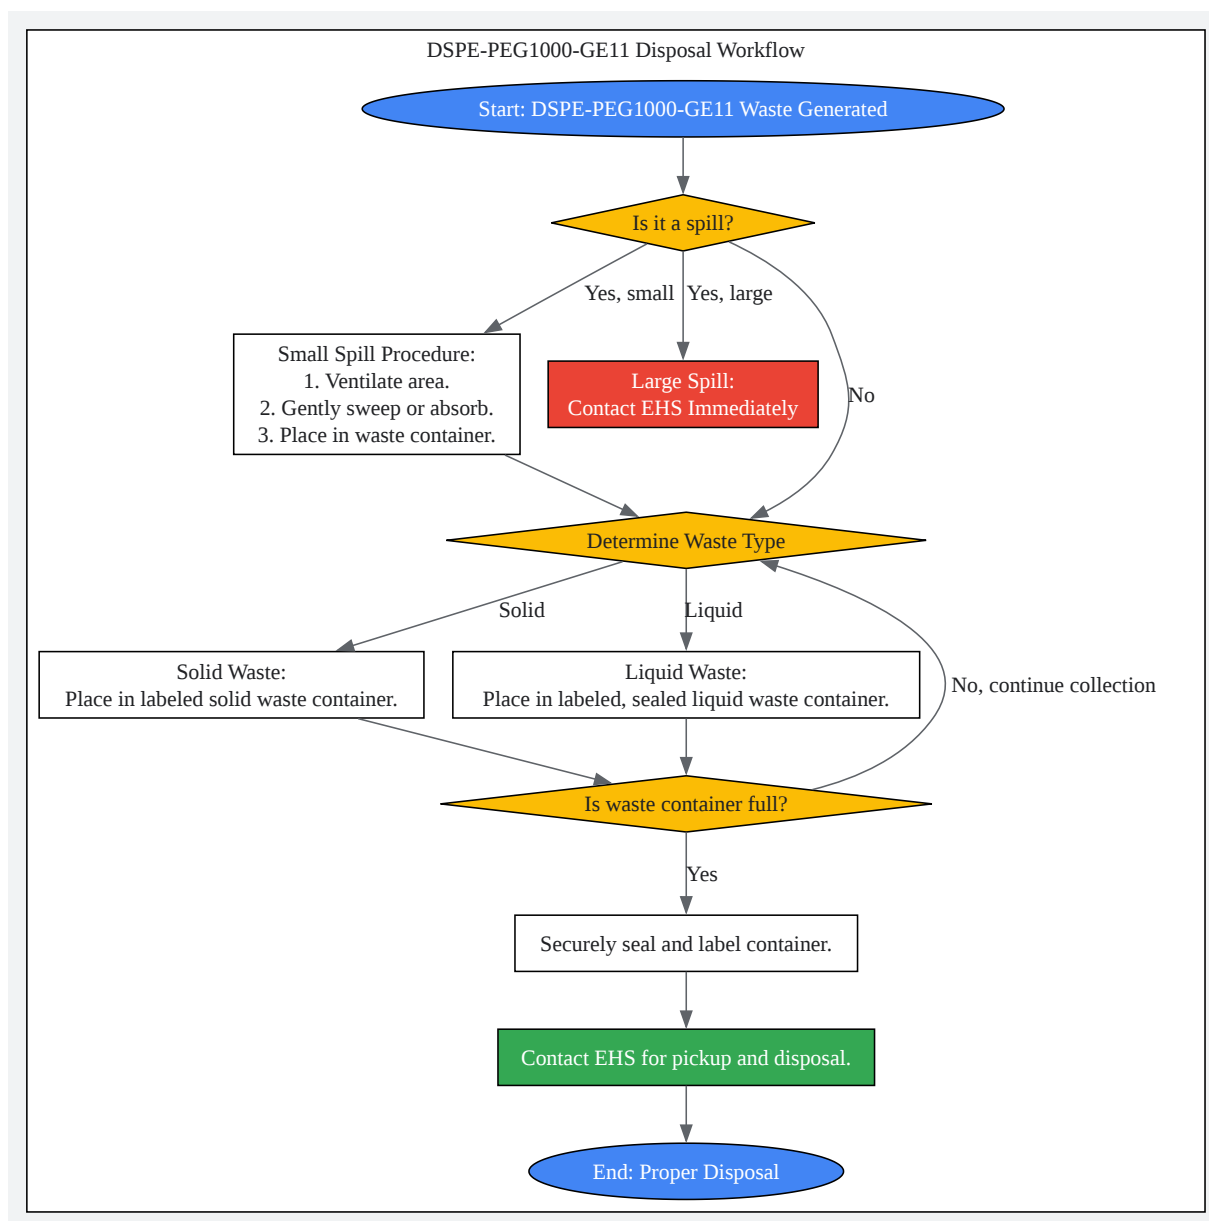 DSPE-PEG1000-GE11 Disposal Workflow
Start: DSPE-PEG1000-GE11 Waste Generated
Is it a spill?
Yes, small
Yes, large
No
Small Spill Procedure:
1. Ventilate area.
2. Gently sweep or absorb.
3. Place in waste container.
Large Spill:
Contact EHS Immediately
Determine Waste Type
Solid
Liquid
Solid Waste:
Place in labeled solid waste container.
Liquid Waste:
Place in labeled, sealed liquid waste container.
No, continue collection
Is waste container full?
Yes
Securely seal and label container.
Contact EHS for pickup and disposal.
End: Proper Disposal